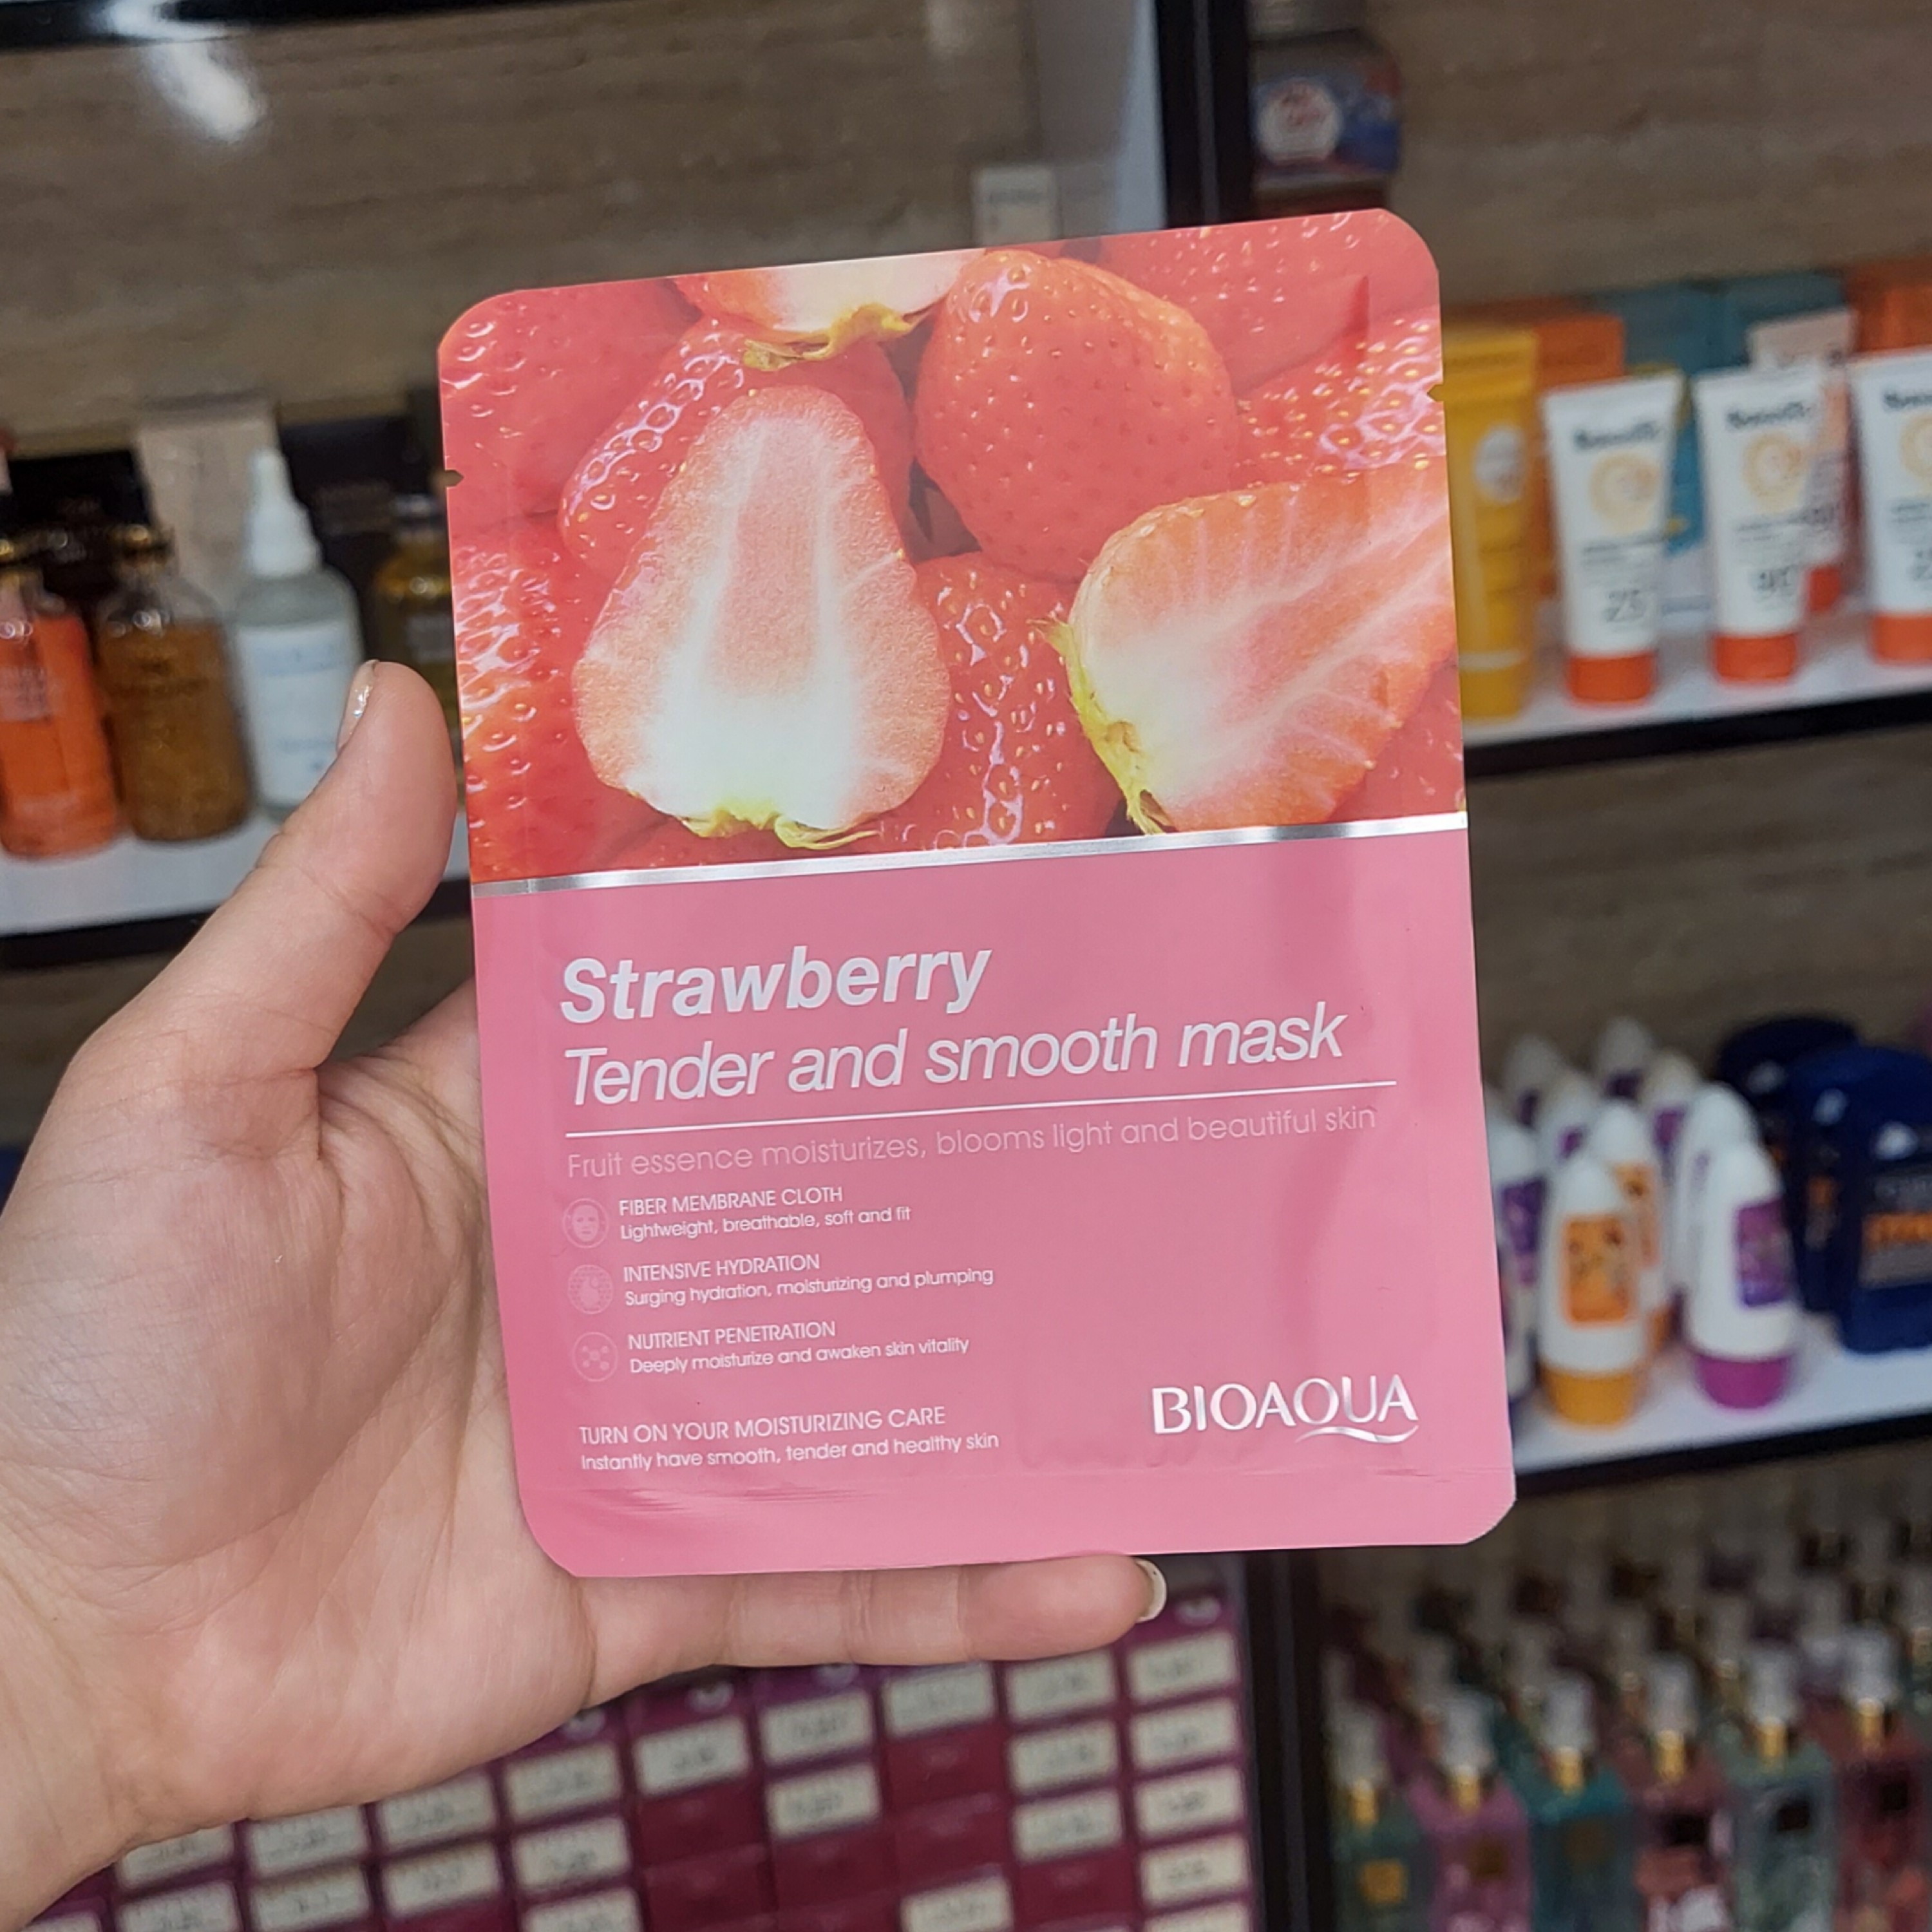 Strawberry
Tender and smooth mask
Fruit essence moisturizes, blooms light and beautiful skin
FIBER MEMBRANE CLOTH
Lightweight, breathable, soft and fit
INTENSIVE HYDRATION
Surging hydration, moisturizing and plumping
NUTRIENT PENETRATION
Deeply moisturize and awaken skin vitality
TURN ON YOUR MOISTURIZING CARE
Instantly have smooth, tender and healthy skin
BIOAQUA